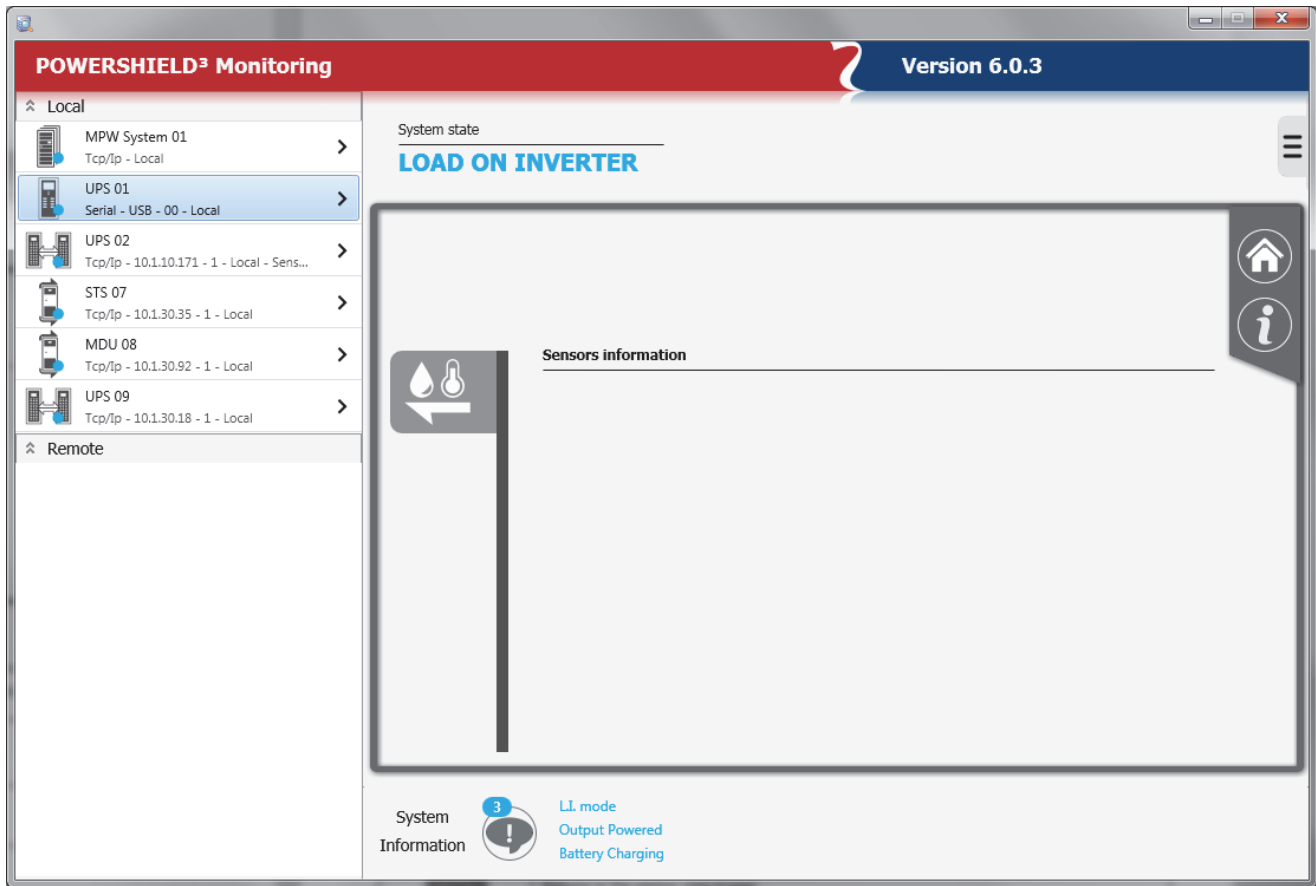 POWERSHIELD³ Monitoring
Version 6.0.3
Local
MPW System 01
Tcp/Ip - Local
UPS 01
Serial - USB - 00 - Local
UPS 02
Tcp/Ip - 10.1.10.171 - 1 - Local - Sens...
STS 07
Tcp/Ip - 10.1.30.35 - 1 - Local
MDU 08
Tcp/Ip - 10.1.30.92 - 1 - Local
UPS 09
Tcp/Ip - 10.1.30.18 - 1 - Local
Remote
System state
LOAD ON INVERTER
Sensors information
System
Information
3
L.I. mode
Output Powered
Battery Charging